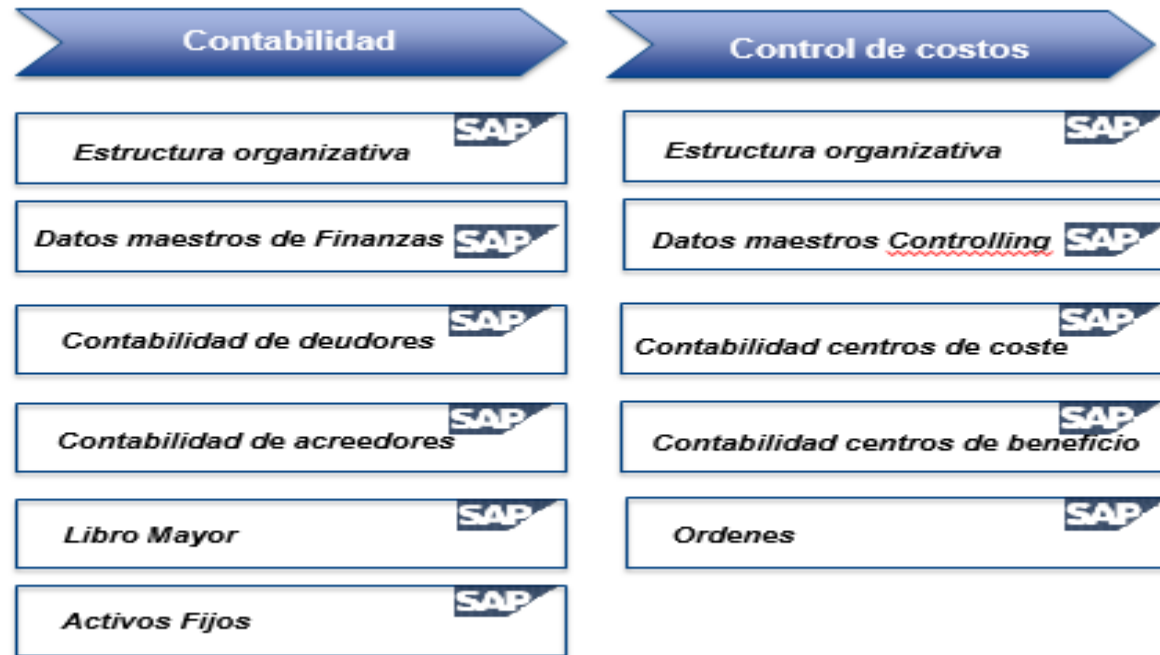 Contabilidad
Estructura organizativa SAP
Datos maestros de Finanzas SAP
Contabilidad de deudores SAP
Contabilidad de acreedores SAP
Libro Mayor SAP
Activos Fijos SAP
Control de costos
Estructura organizativa SAP
Datos maestros Controlling SAP
Contabilidad centros de coste SAP
Contabilidad centros de beneficio SAP
Ordenes SAP